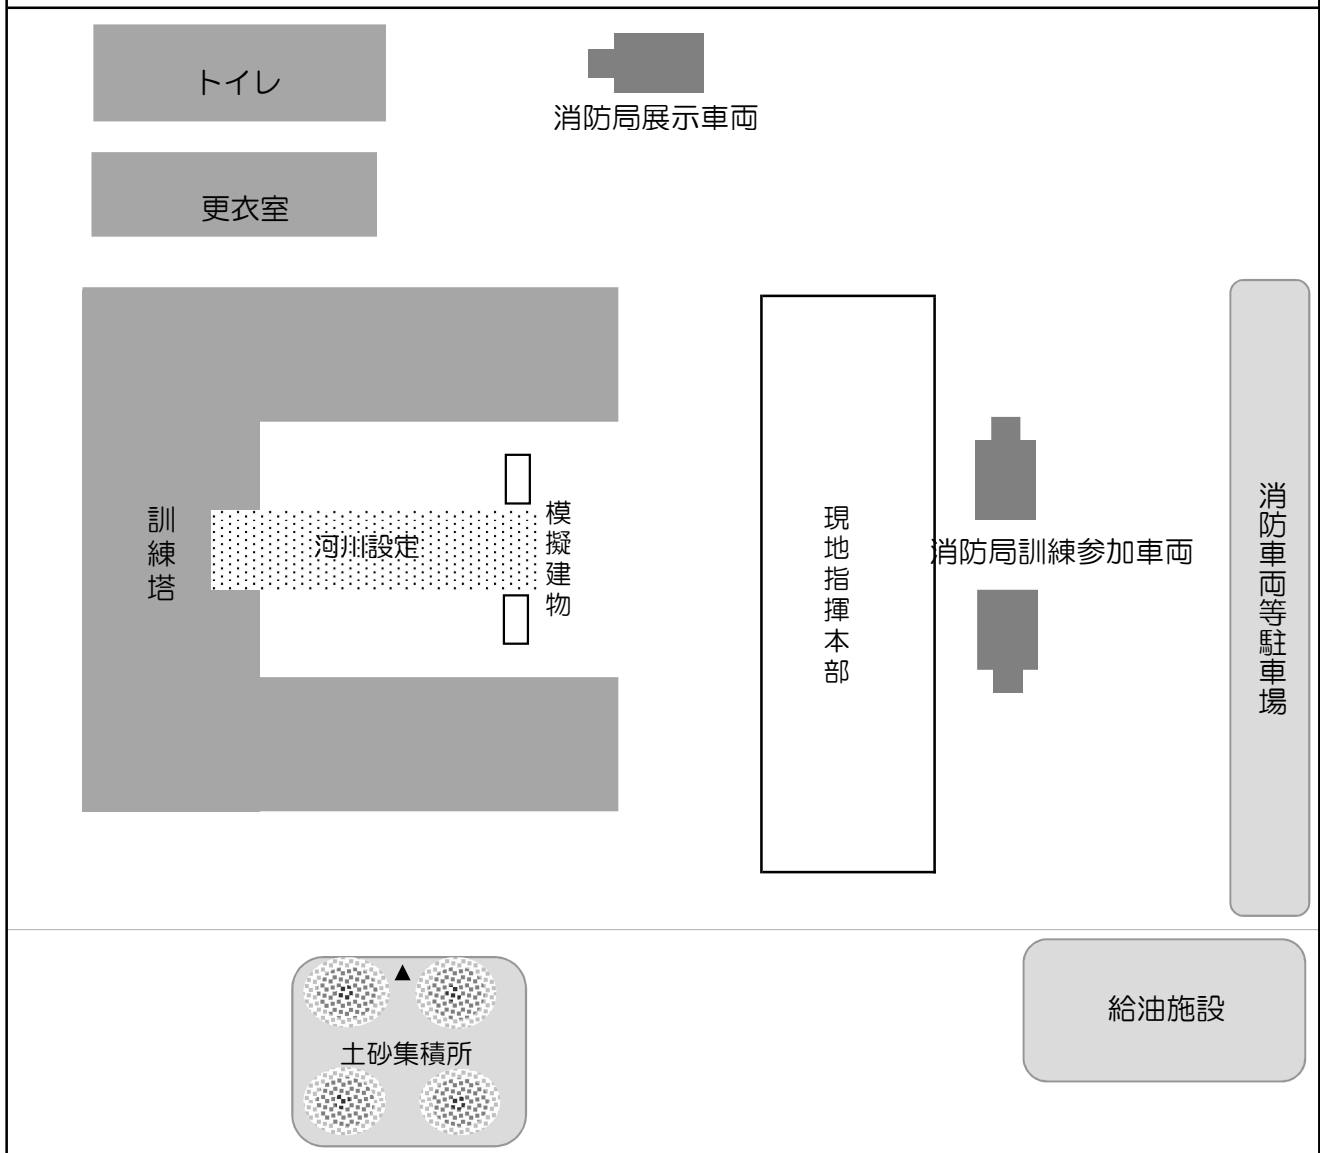 トイレ
消防局展示車両
更衣室
訓練塔
河川設定
模擬建物
現地指揮本部
消防局訓練参加車両
消防車両等駐車場
土砂集積所
給油施設